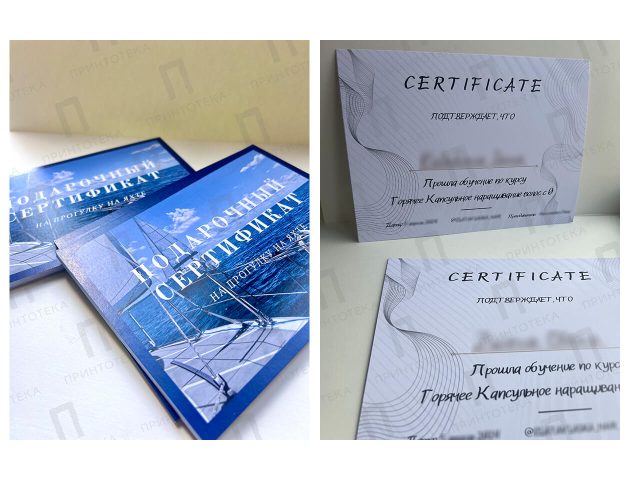 ПОДАРОЧНЫЙ
СЕРТИФИКАТ
НА ПРОГУЛКУ НА ЯХТЕ
ПОДАРОЧНЫЙ
СЕРТИФИКАТ
НА ПРОГУЛКУ НА ЯХТЕ
CERTIFICATE
ПОДТВЕРЖДАЕТ, ЧТО
Прошла обучение по курсу
Горячее Капсульное наращивание волос с 0
CERTIFICATE
ПОДТВЕРЖДАЕТ, ЧТО
Прошла обучение по курс
Горячее Капсульное наращиван
ПРИНТОТЕКА